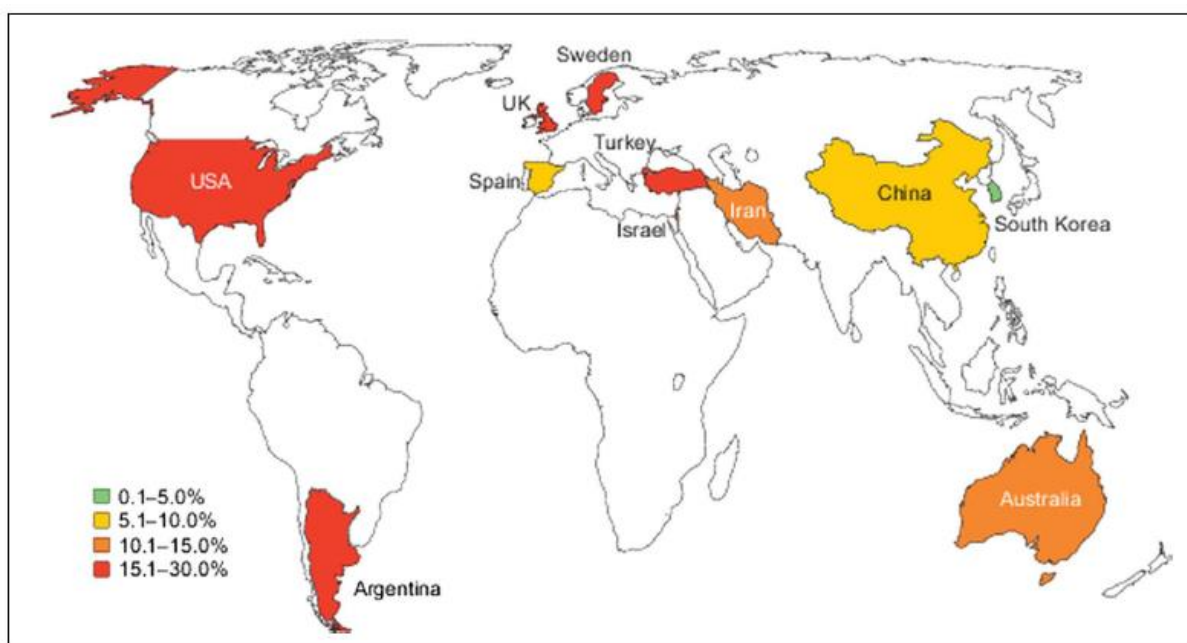 Sweden
UK
Turkey
USA
Spain
Iran
China
Israel
South Korea
Australia
0.1–5.0%
5.1–10.0%
10.1–15.0%
15.1–30.0%
Argentina